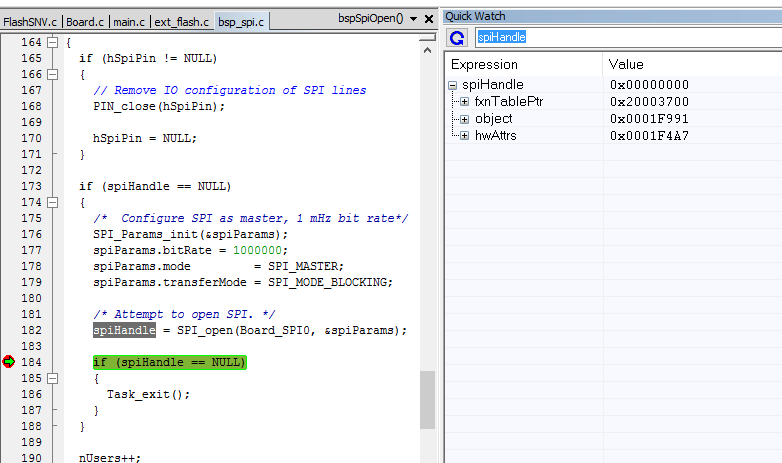 FlashSNV.c | Board.c | main.c | ext_flash.c | bsp_spi.c bspSpiOpen()
164 {
165 if (hSpiPin != NULL)
166 {
167 // Remove IO configuration of SPI lines
168 PIN_close(hSpiPin);
169
170 hSpiPin = NULL;
171 }
172
173 if (spiHandle == NULL)
174 {
175 /* Configure SPI as master, 1 mHz bit rate*/
176 SPI_Params_init(&spiParams);
177 spiParams.bitRate = 1000000;
178 spiParams.mode = SPI_MASTER;
179 spiParams.transferMode = SPI_MODE_BLOCKING;
180
181 /* Attempt to open SPI. */
182 spiHandle = SPI_open(Board_SPI0, &spiParams);
183
184 if (spiHandle == NULL)
185 {
186 Task_exit();
187 }
188 }
189
190 nUsers++;
Quick Watch
spiHandle
Expression Value
spiHandle 0x00000000
fxnTablePtr 0x20003700
object 0x0001F991
hwAttrs 0x0001F4A7